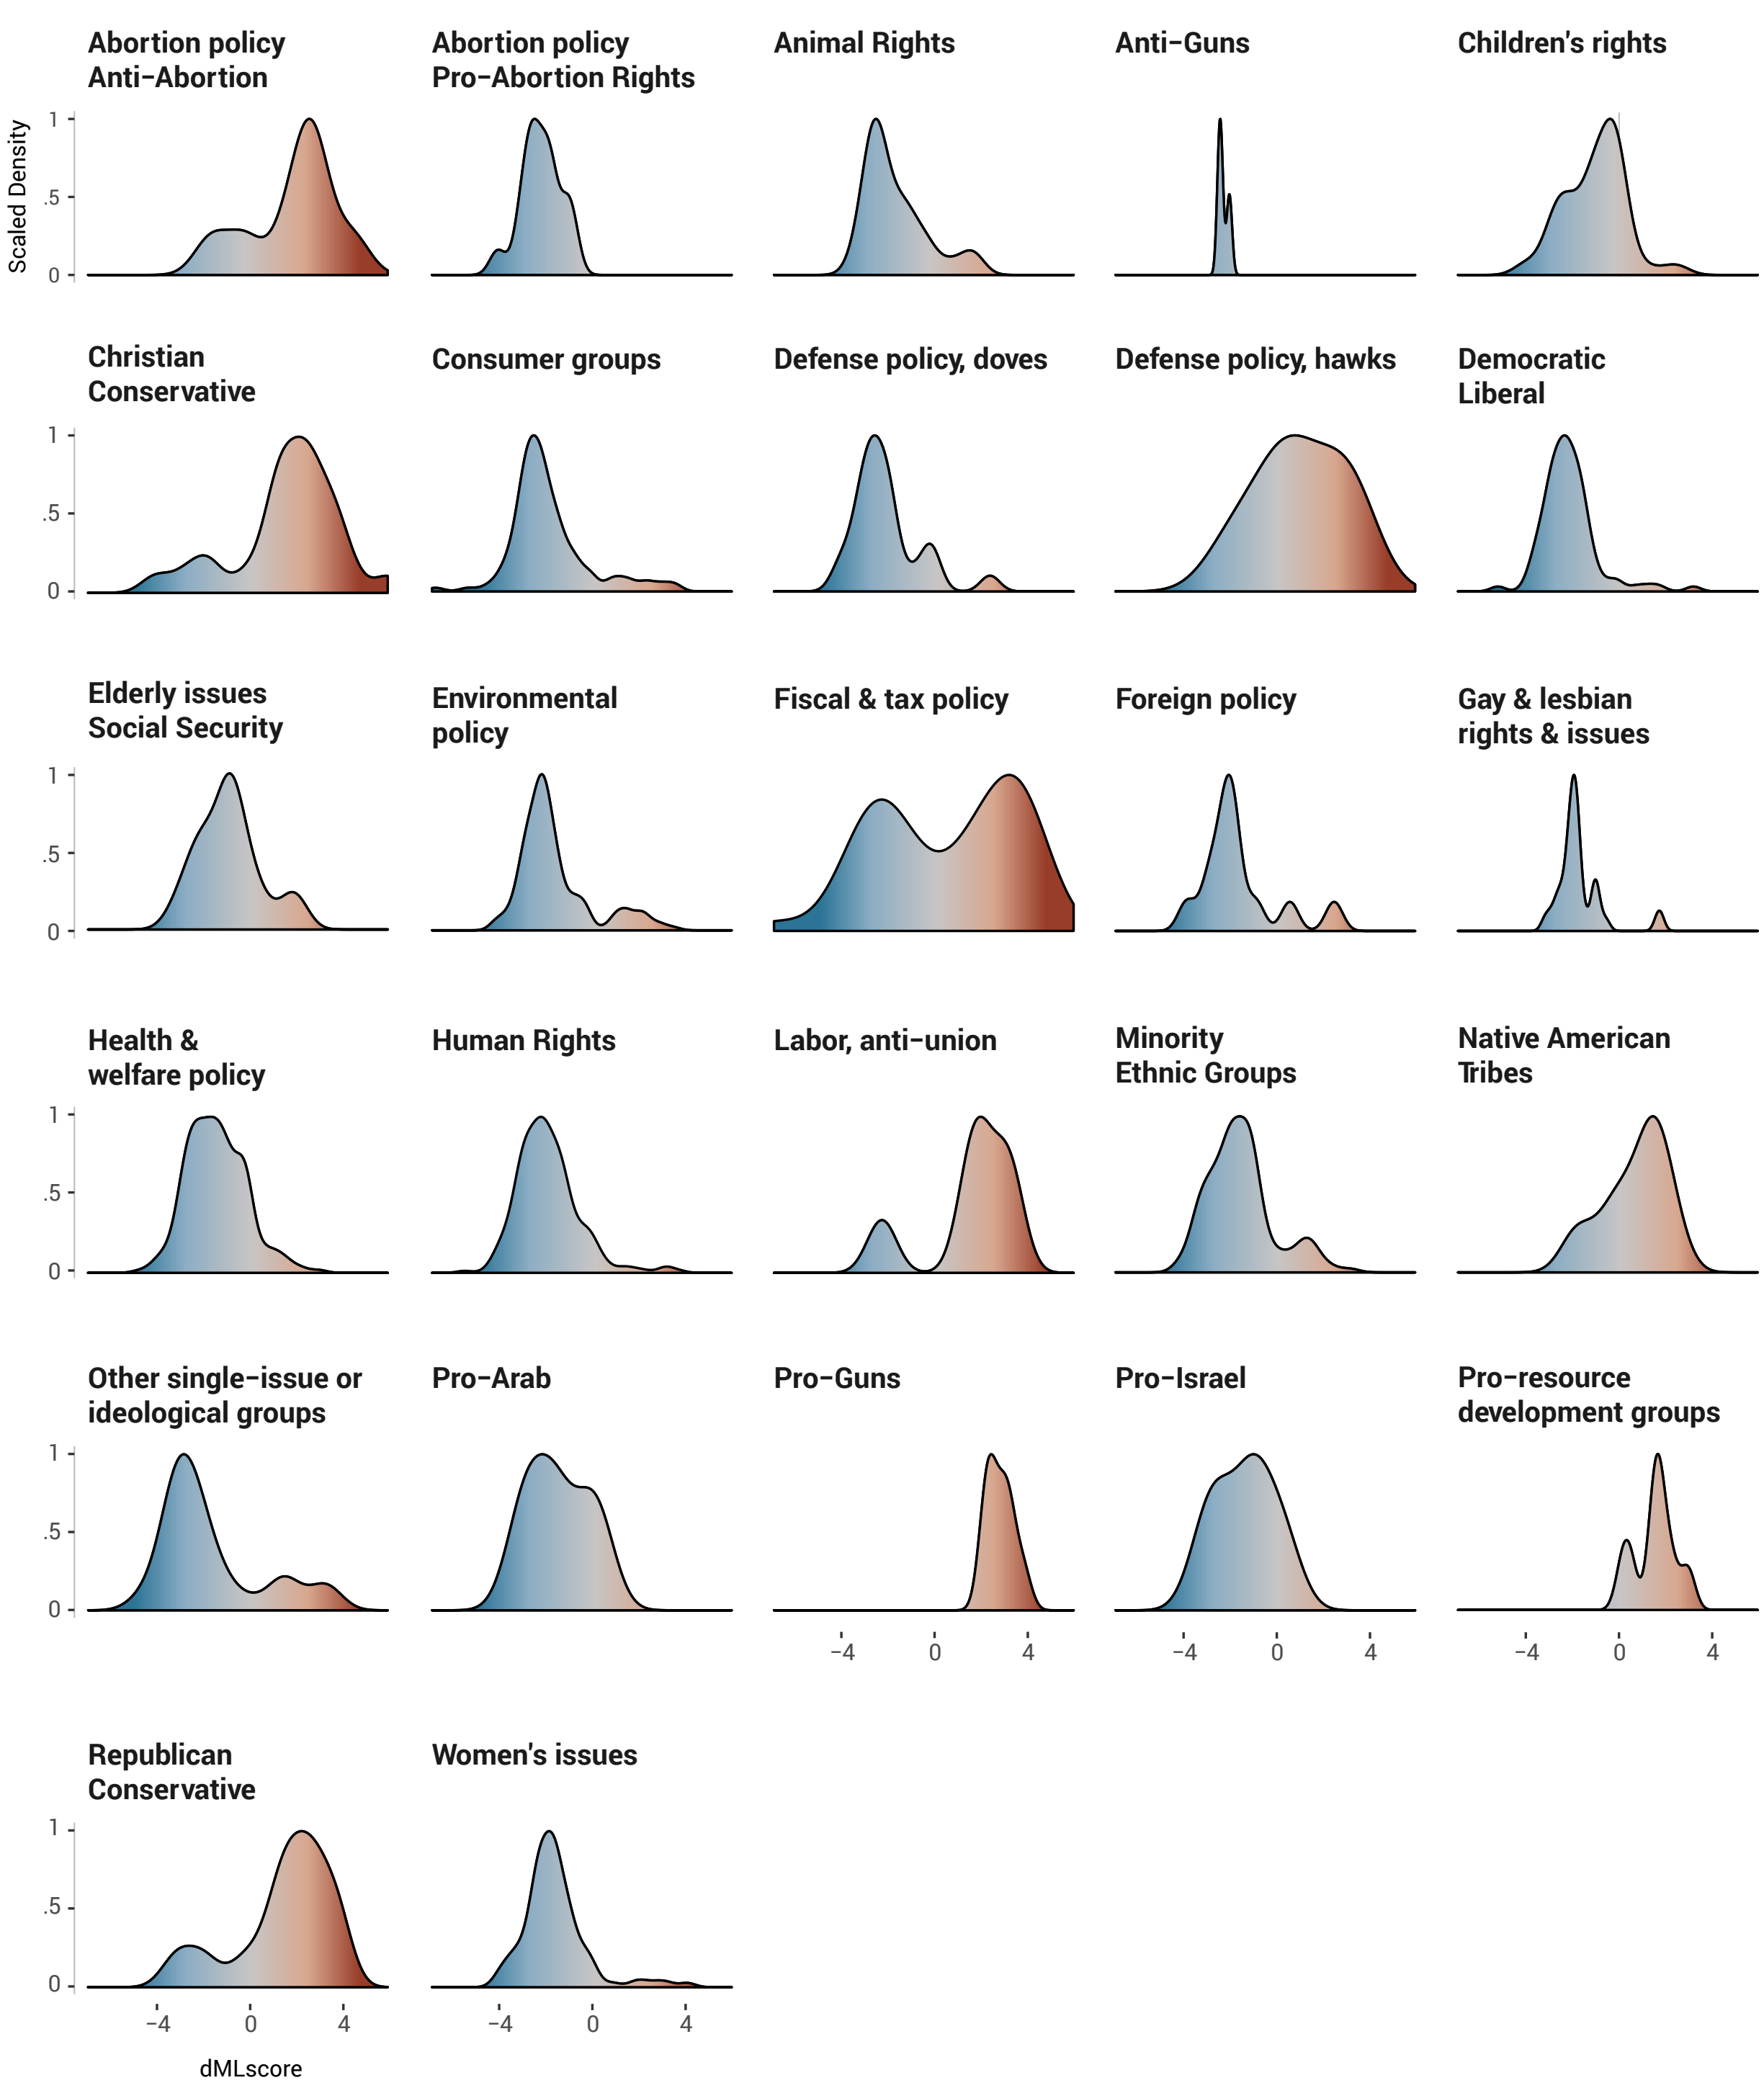 Abortion policy
Anti−Abortion
Abortion policy
Pro−Abortion Rights
Animal Rights
Anti−Guns
Children's rights
Scaled Density
1
.5
0
Christian
Conservative
Consumer groups
Defense policy, doves
Defense policy, hawks
Democratic
Liberal
1
.5
0
Elderly issues
Social Security
Environmental
policy
Fiscal & tax policy
Foreign policy
Gay & lesbian
rights & issues
1
.5
0
Health &
welfare policy
Human Rights
Labor, anti−union
Minority
Ethnic Groups
Native American
Tribes
1
.5
0
Other single−issue or
ideological groups
Pro−Arab
Pro−Guns
Pro−Israel
Pro−resource
development groups
1
.5
0
−4 0 4
−4 0 4
−4 0 4
Republican
Conservative
Women's issues
1
.5
0
−4 0 4
−4 0 4
dMLscore